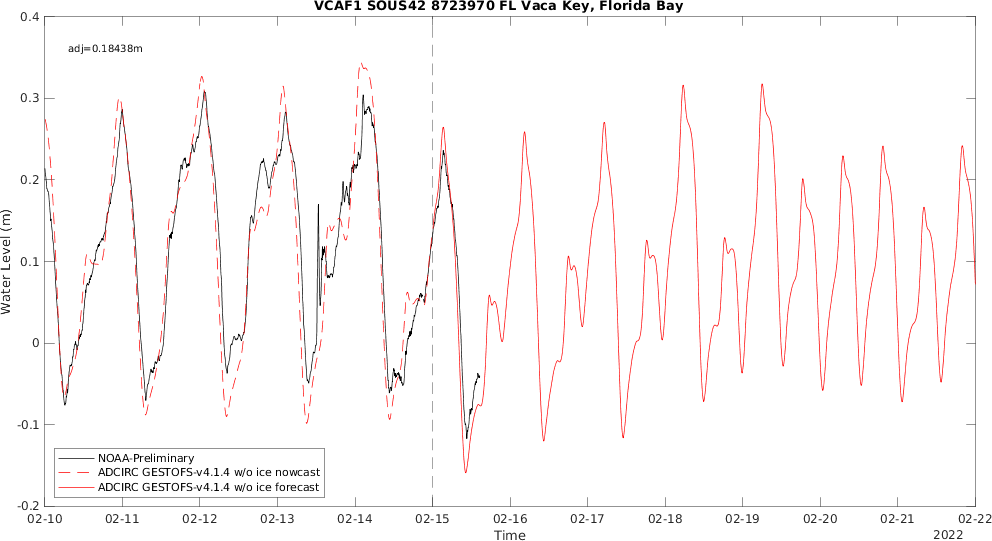 VCAF1 SOUS42 8723970 FL Vaca Key, Florida Bay
adj=0.18438m
Water Level (m)
0.4
0.3
0.2
0.1
0
-0.1
-0.2
NOAA-Preliminary
ADCIRC GESTOFS-v4.1.4 w/o ice nowcast
ADCIRC GESTOFS-v4.1.4 w/o ice forecast
02-10 02-11 02-12 02-13 02-14 02-15 02-16 02-17 02-18 02-19 02-20 02-21 02-22
Time
2022